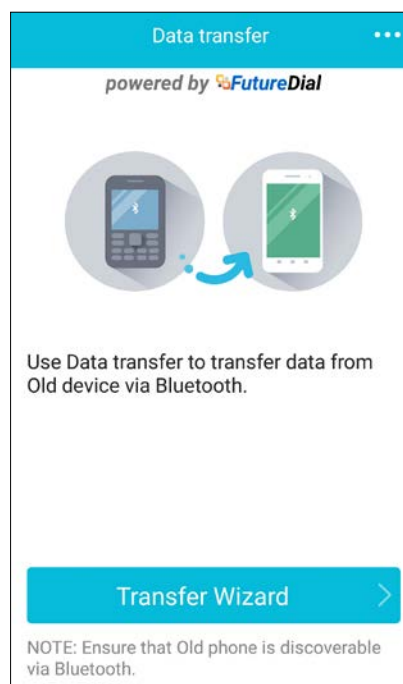 Data transfer
powered by FutureDial
Use Data transfer to transfer data from
Old device via Bluetooth.
Transfer Wizard
NOTE: Ensure that Old phone is discoverable
via Bluetooth.